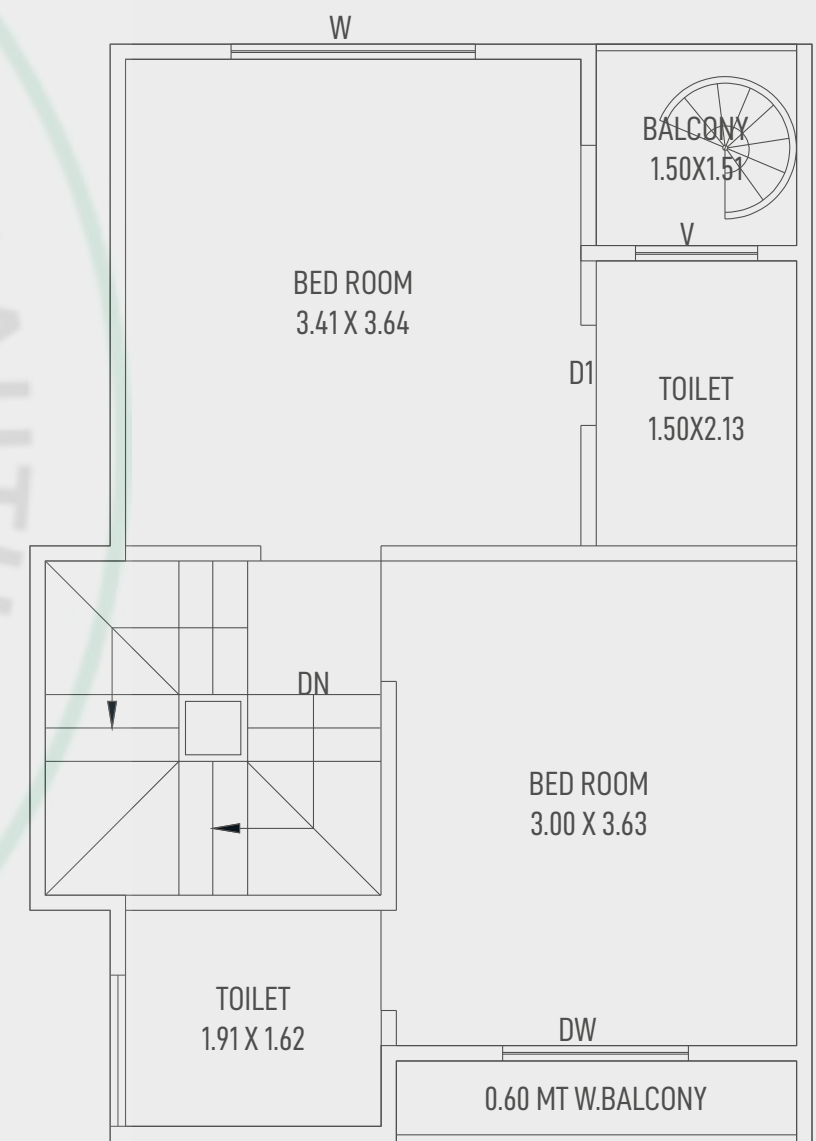 W
BALCONY
1.50X1.51
V
BED ROOM
3.41 X 3.64
D1
TOILET
1.50X2.13
DN
BED ROOM
3.00 X 3.63
TOILET
1.91 X 1.62
DW
0.60 MT W.BALCONY